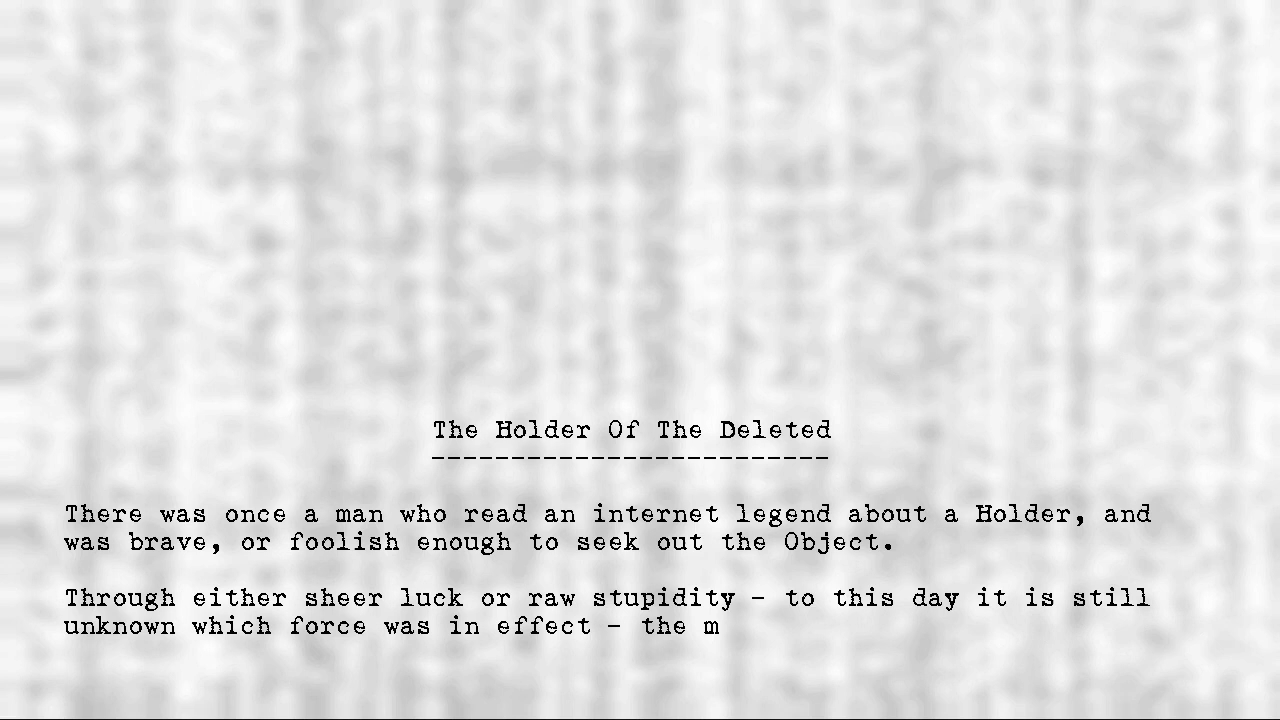 The Holder Of The Deleted
-------------------------
There was once a man who read an internet legend about a Holder, and
was brave, or foolish enough to seek out the Object.
Through either sheer luck or raw stupidity - to this day it is still
unknown which force was in effect - the m